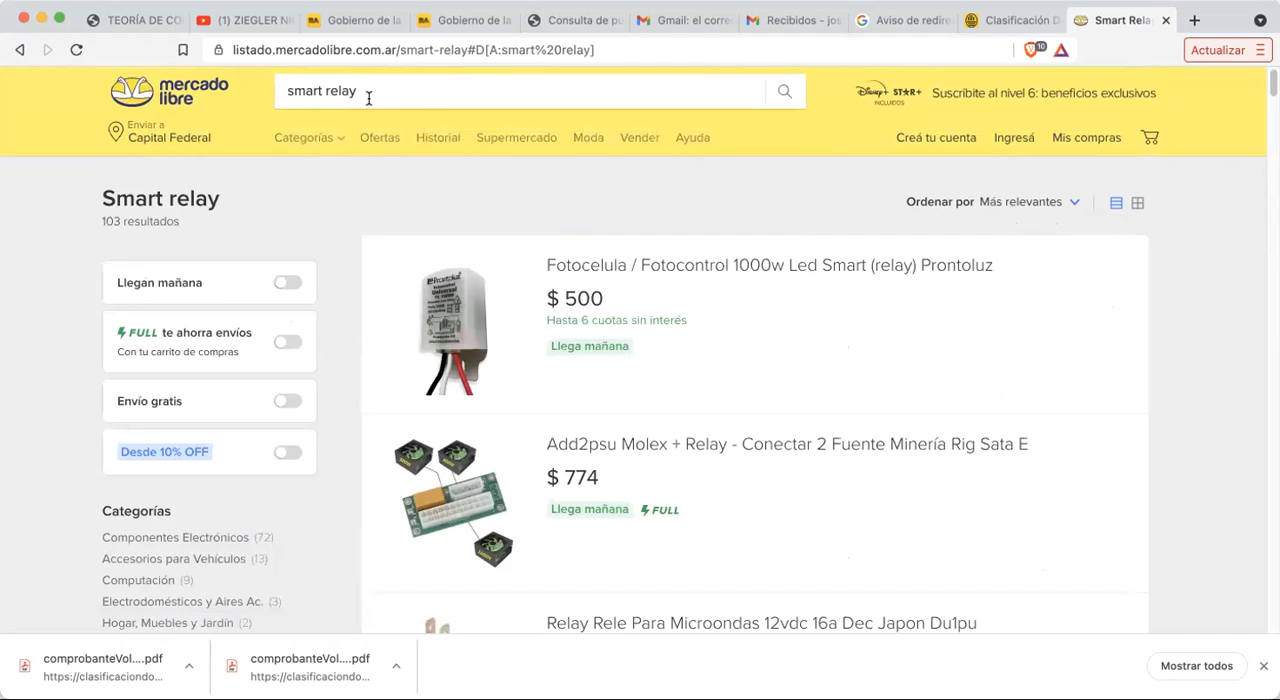 TEORÍA DE CO
(1) ZIEGLER NI
Gobierno de la
Gobierno de la
Consulta de pu
Gmail: el corre
Recibidos - jos
Aviso de redire
Clasificación D
Smart Relay
listado.mercadolibre.com.ar/smart-relay#D[A:smart%20relay]
10
Actualizar
mercado
libre
smart relay
Disney+ STAR+
INCLUIDOS
Suscribite al nivel 6: beneficios exclusivos
Enviar a
Capital Federal
Categorías
Ofertas
Historial
Supermercado
Moda
Vender
Ayuda
Creá tu cuenta
Ingresá
Mis compras
Smart relay
103 resultados
Ordenar por Más relevantes
Llegan mañana
FULL te ahorra envíos
Con tu carrito de compras
Envío gratis
Desde 10% OFF
Categorías
Componentes Electrónicos (72)
Accesorios para Vehículos (13)
Computación (9)
Electrodomésticos y Aires Ac. (3)
Hogar, Muebles y Jardín (2)
Fotocelula / Fotocontrol 1000w Led Smart (relay) Prontoluz
$ 500
Hasta 6 cuotas sin interés
Llega mañana
Add2psu Molex + Relay - Conectar 2 Fuente Minería Rig Sata E
$ 774
Llega mañana FULL
Relay Rele Para Microondas 12vdc 16a Dec Japon Du1pu
comprobanteVol....pdf
https://clasificaciondo...
comprobanteVol....pdf
https://clasificaciondo...
Mostrar todos